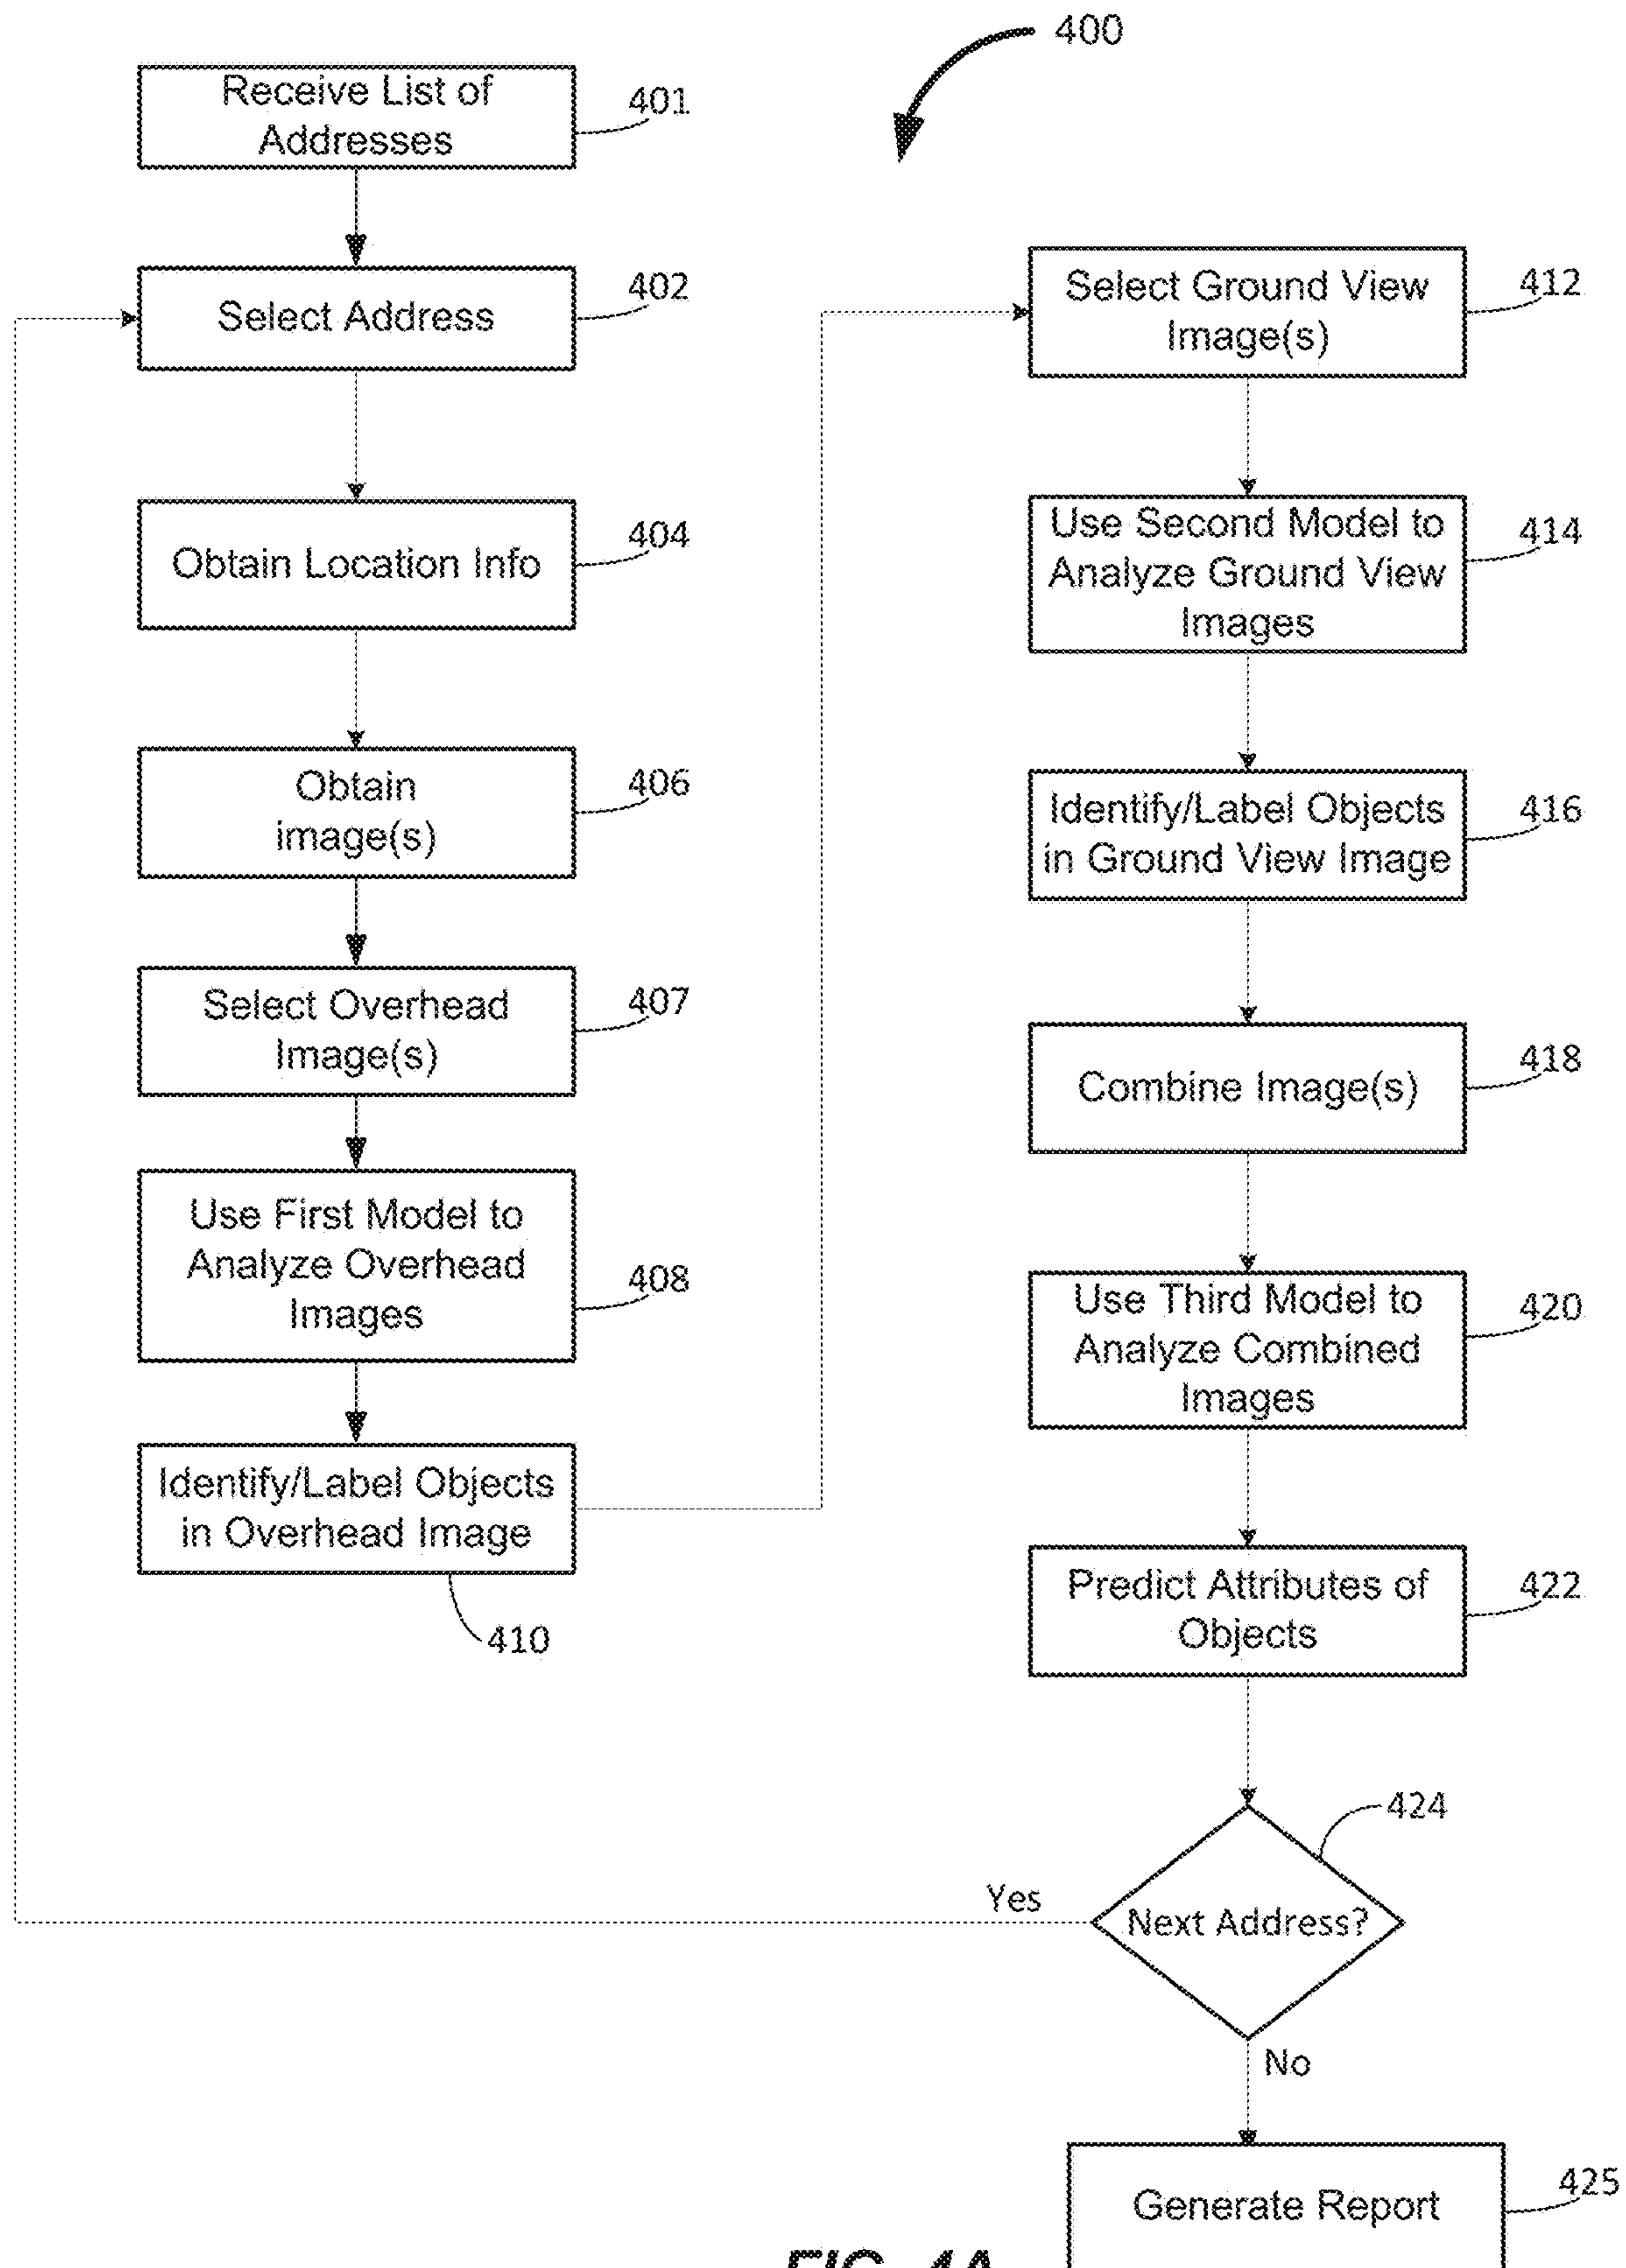 400
Receive List of
Addresses
401
Select Address
402
Obtain Location Info
404
Obtain
image(s)
406
Select Overhead
Image(s)
407
Use First Model to
Analyze Overhead
Images
408
Identify/Label Objects
in Overhead Image
410
Select Ground View
Image(s)
412
Use Second Model to
Analyze Ground View
Images
414
Identify/Label Objects
in Ground View Image
416
Combine Image(s)
418
Use Third Model to
Analyze Combined
Images
420
Predict Attributes of
Objects
422
424
Next Address?
Yes
No
Generate Report
425
FIG. 4A